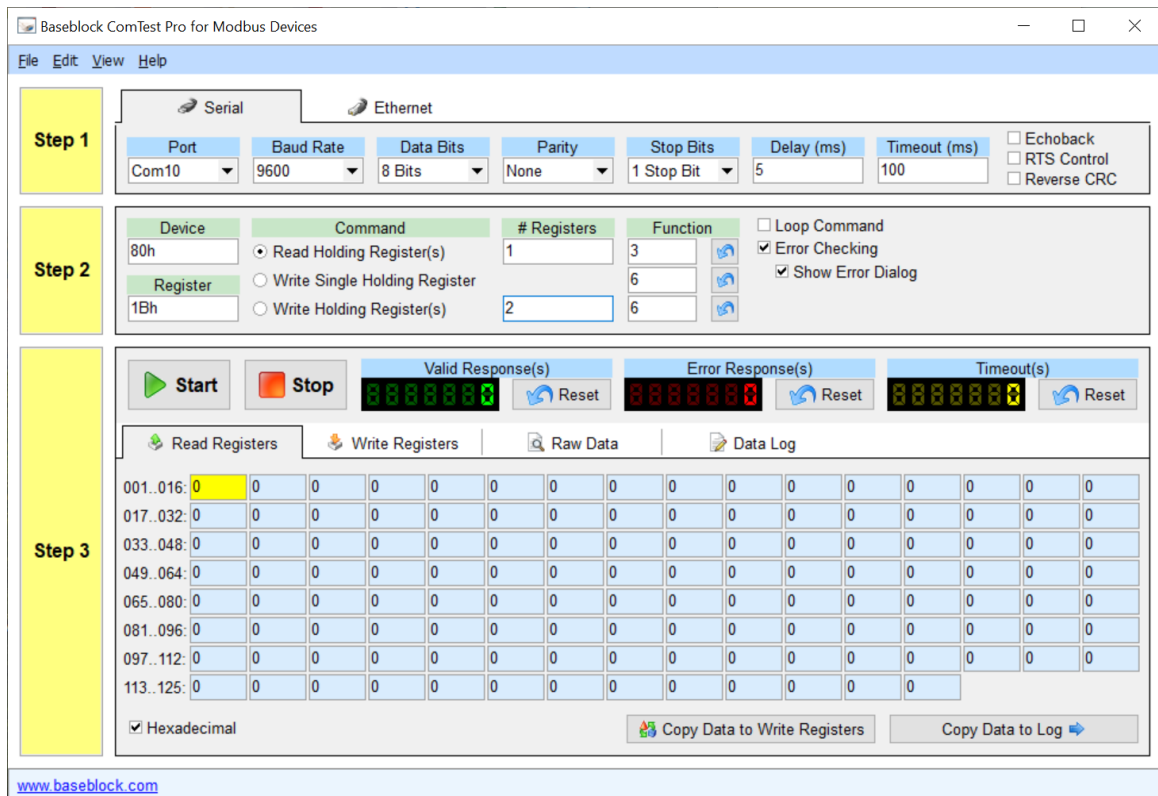 Baseblock ComTest Pro for Modbus Devices
File Edit View Help
Step 1
Serial Ethernet
Port Baud Rate Data Bits Parity Stop Bits Delay (ms) Timeout (ms)
Com10 9600 8 Bits None 1 Stop Bit 5 100
Echoback
RTS Control
Reverse CRC
Step 2
Device Command # Registers Function
80h Read Holding Register(s) 1 3
Register Write Single Holding Register 6
1Bh Write Holding Register(s) 2 6
Loop Command
Error Checking
Show Error Dialog
Step 3
Start Stop
Valid Response(s) Error Response(s) Timeout(s)
0 Reset 0 Reset 0 Reset
Read Registers Write Registers Raw Data Data Log
001..016: 0 0 0 0 0 0 0 0 0 0 0 0 0 0 0 0
017..032: 0 0 0 0 0 0 0 0 0 0 0 0 0 0 0 0
033..048: 0 0 0 0 0 0 0 0 0 0 0 0 0 0 0 0
049..064: 0 0 0 0 0 0 0 0 0 0 0 0 0 0 0 0
065..080: 0 0 0 0 0 0 0 0 0 0 0 0 0 0 0 0
081..096: 0 0 0 0 0 0 0 0 0 0 0 0 0 0 0 0
097..112: 0 0 0 0 0 0 0 0 0 0 0 0 0 0 0 0
113..125: 0 0 0 0 0 0 0 0 0 0 0 0 0
Hexadecimal Copy Data to Write Registers Copy Data to Log
www.baseblock.com